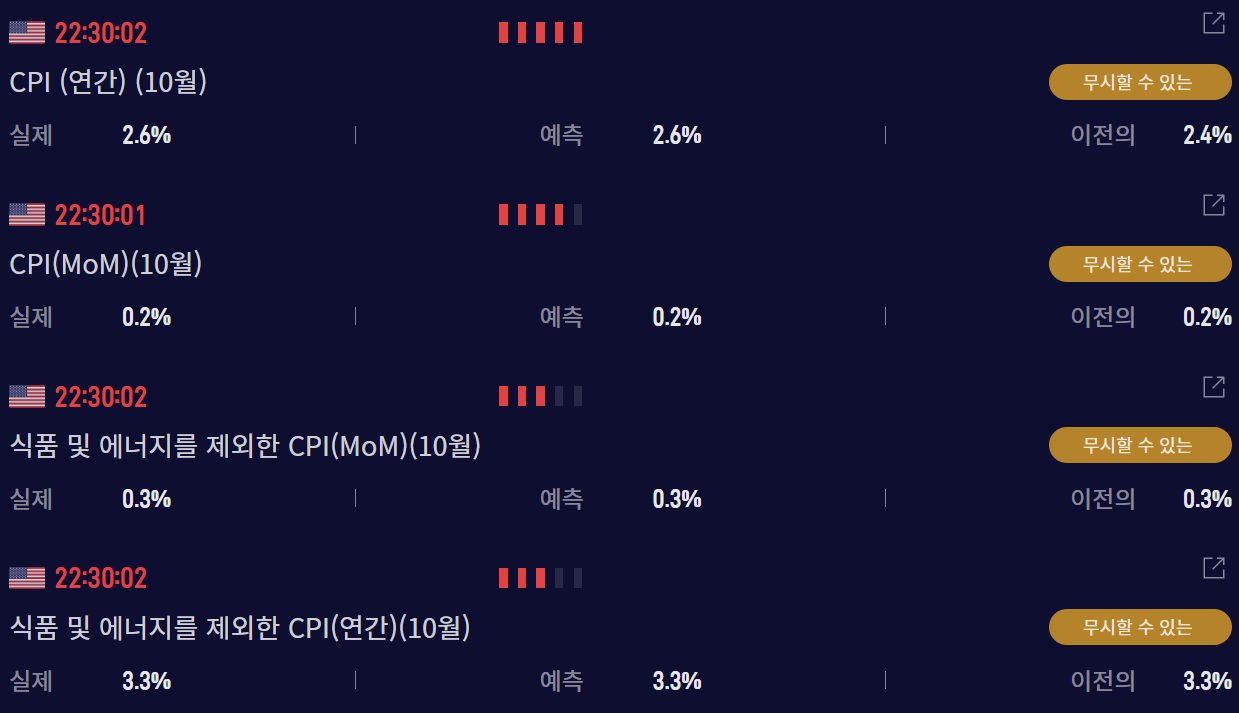 22:30:02
CPI (연간) (10월)
무시할 수 있는
실제 2.6% 예측 2.6% 이전의 2.4%
22:30:01
CPI(MoM)(10월)
무시할 수 있는
실제 0.2% 예측 0.2% 이전의 0.2%
22:30:02
식품 및 에너지를 제외한 CPI(MoM)(10월)
무시할 수 있는
실제 0.3% 예측 0.3% 이전의 0.3%
22:30:02
식품 및 에너지를 제외한 CPI(연간)(10월)
무시할 수 있는
실제 3.3% 예측 3.3% 이전의 3.3%